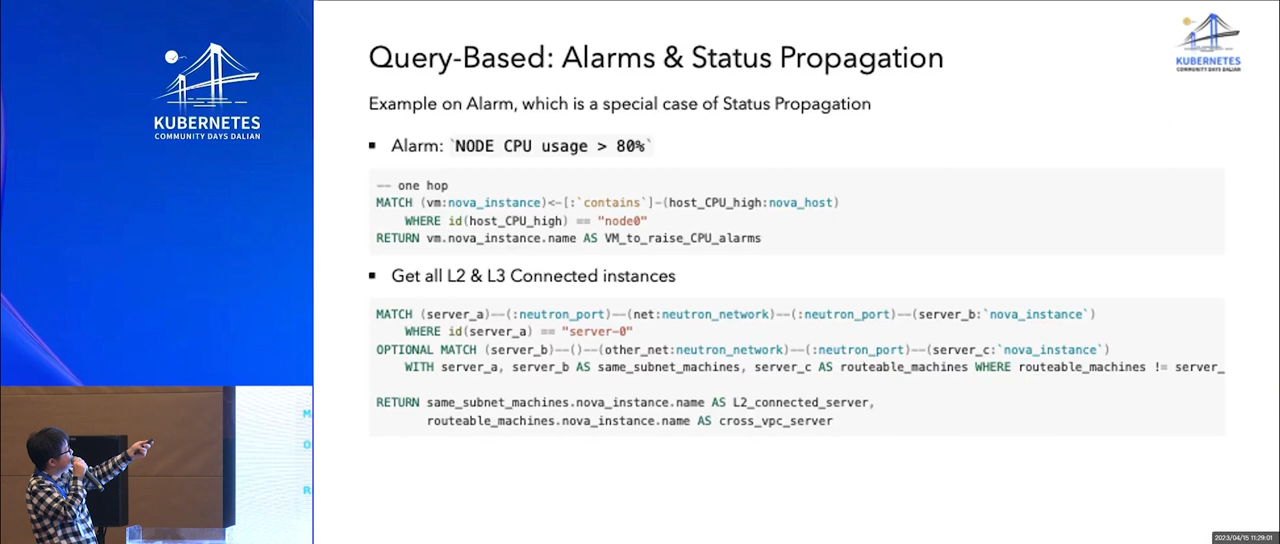 KUBERNETES
COMMUNITY DAYS DALIAN
Query-Based: Alarms & Status Propagation
KUBERNETES
COMMUNITY DAYS DALIAN
Example on Alarm, which is a special case of Status Propagation
▪ Alarm: `NODE CPU usage > 80%`
-- one hop
MATCH (vm:nova_instance)<-[:`contains`]-(host_CPU_high:nova_host)
    WHERE id(host_CPU_high) == "node0"
RETURN vm.nova_instance.name AS VM_to_raise_CPU_alarms
▪ Get all L2 & L3 Connected instances
MATCH (server_a)--(:neutron_port)--(net:neutron_network)--(:neutron_port)--(server_b:`nova_instance`)
    WHERE id(server_a) == "server-0"
OPTIONAL MATCH (server_b)--()--(other_net:neutron_network)--(:neutron_port)--(server_c:`nova_instance`)
    WITH server_a, server_b AS same_subnet_machines, server_c AS routeable_machines WHERE routeable_machines != server_
RETURN same_subnet_machines.nova_instance.name AS L2_connected_server,
       routeable_machines.nova_instance.name AS cross_vpc_server
M
O
R
2023/04/15 11:29:01